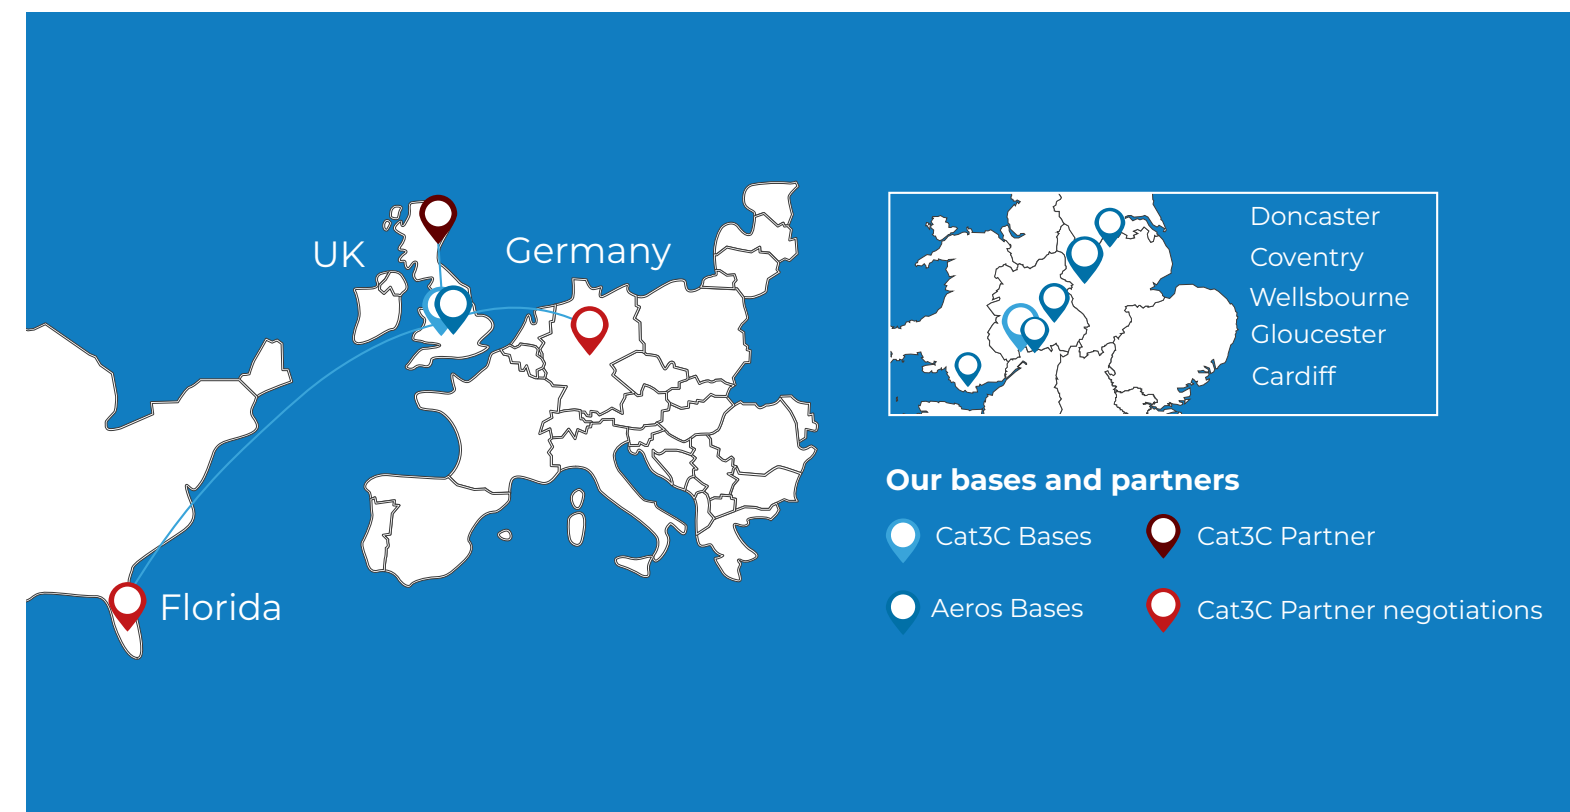 UK
Germany
Florida
Doncaster
Coventry
Wellsbourne
Gloucester
Cardiff
Our bases and partners
Cat3C Bases
Cat3C Partner
Aeros Bases
Cat3C Partner negotiations